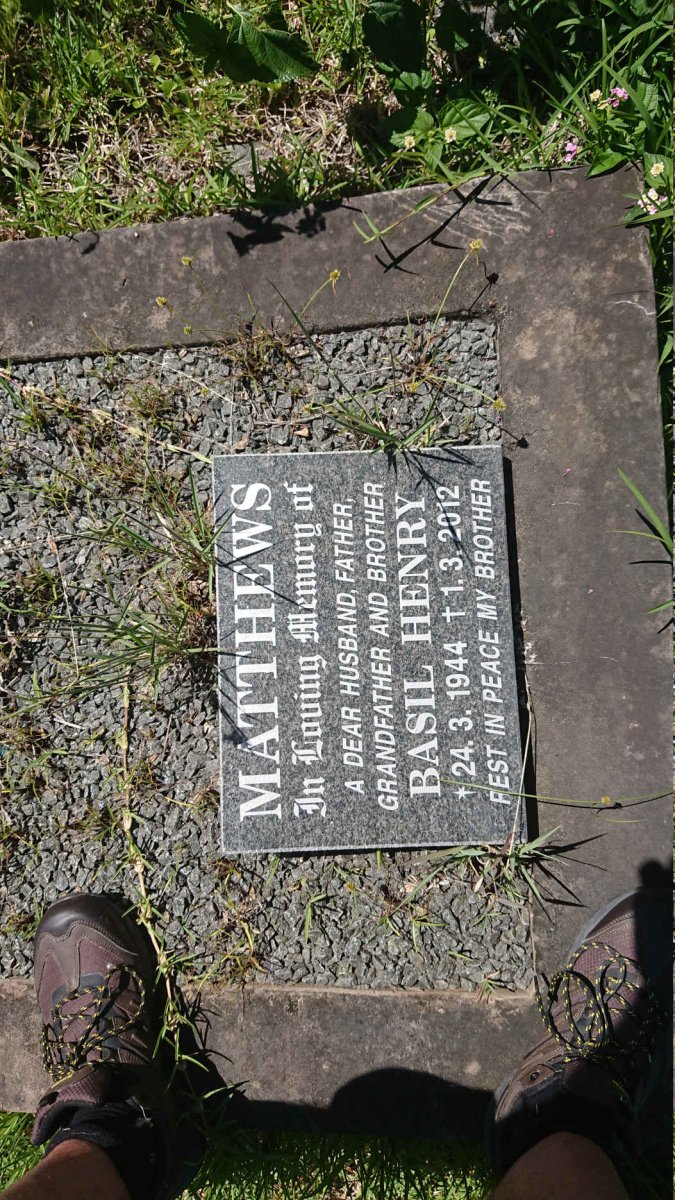 MATTHEWS
In Loving Memory of
A DEAR HUSBAND, FATHER,
GRANDFATHER AND BROTHER
BASIL HENRY
* 24. 3. 1944 † 1. 3. 2012
REST IN PEACE MY BROTHER